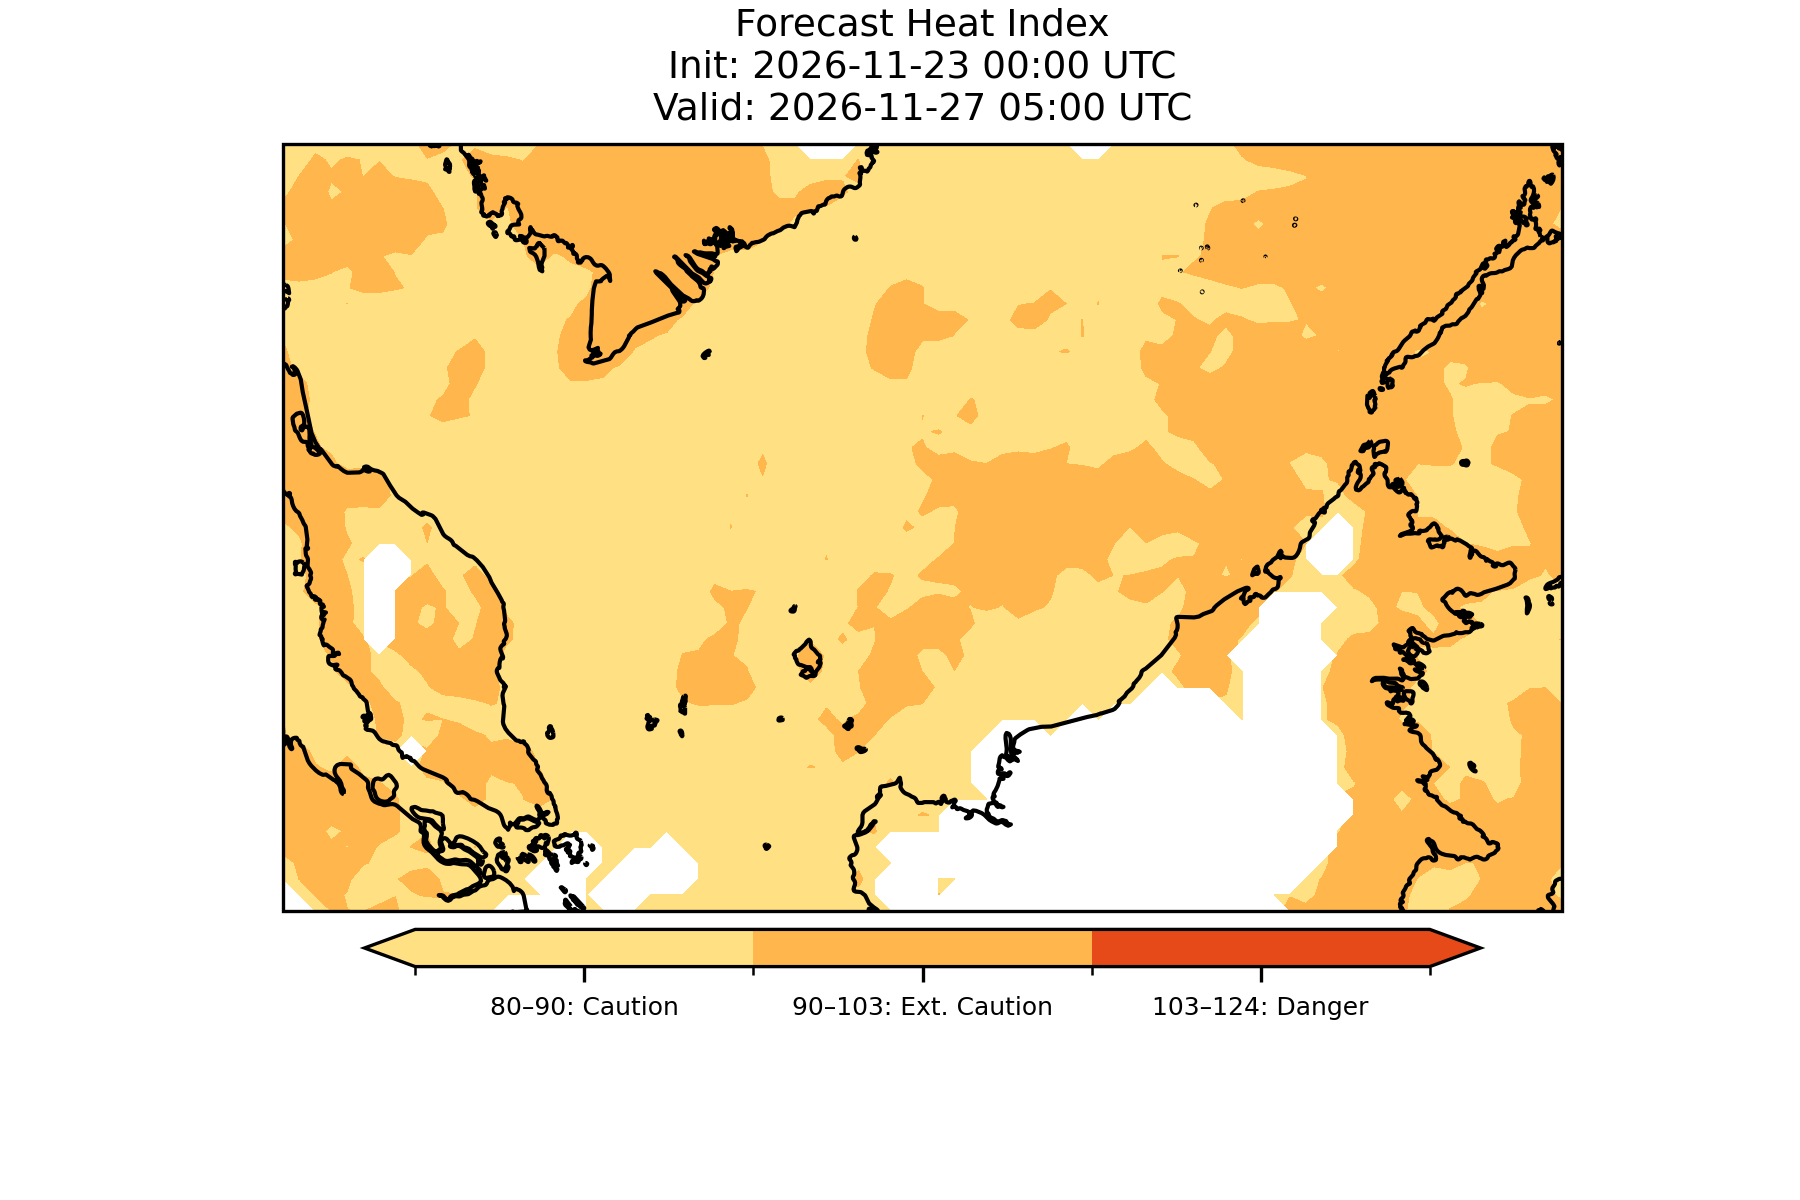 Forecast Heat Index
Init: 2026-11-23 00:00 UTC
Valid: 2026-11-27 05:00 UTC
80–90: Caution
90–103: Ext. Caution
103–124: Danger